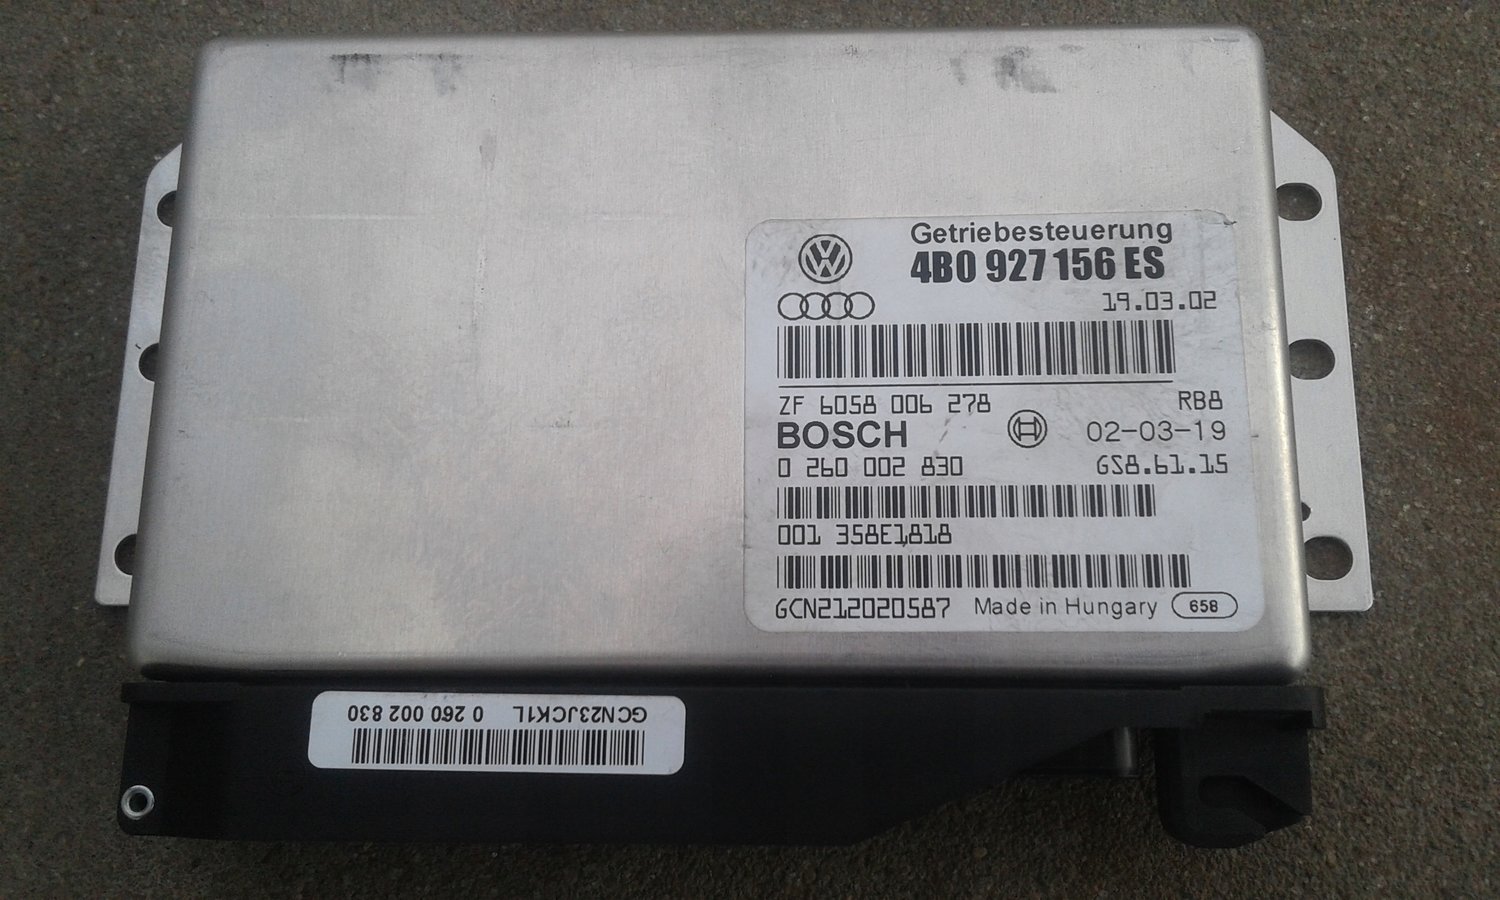 Getriebesteuerung
4B0 927 156 ES
19.03.02
ZF 6058 006 278 RB8
BOSCH 02-03-19
0 260 002 830 GS8.61.15
001 358E1818
GCN212020587 Made in Hungary 658
GCN23JCK1L 0 260 002 830